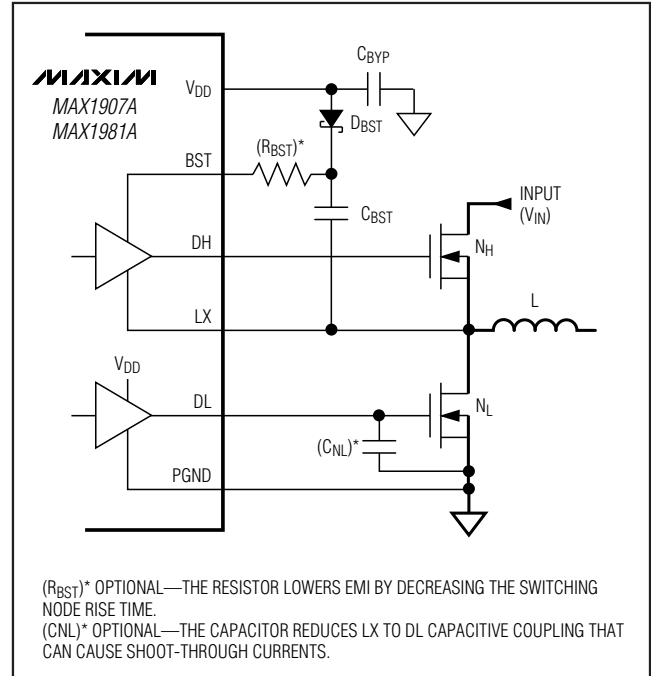 MAXIM
MAX1907A
MAX1981A
VDD
CBYP
DBST
(RBST)*
BST
CBST
INPUT
(VIN)
DH
NH
L
LX
VDD
DL
NL
(CNL)*
PGND
(RBST)* OPTIONAL—THE RESISTOR LOWERS EMI BY DECREASING THE SWITCHING
NODE RISE TIME.
(CNL)* OPTIONAL—THE CAPACITOR REDUCES LX TO DL CAPACITIVE COUPLING THAT
CAN CAUSE SHOOT-THROUGH CURRENTS.